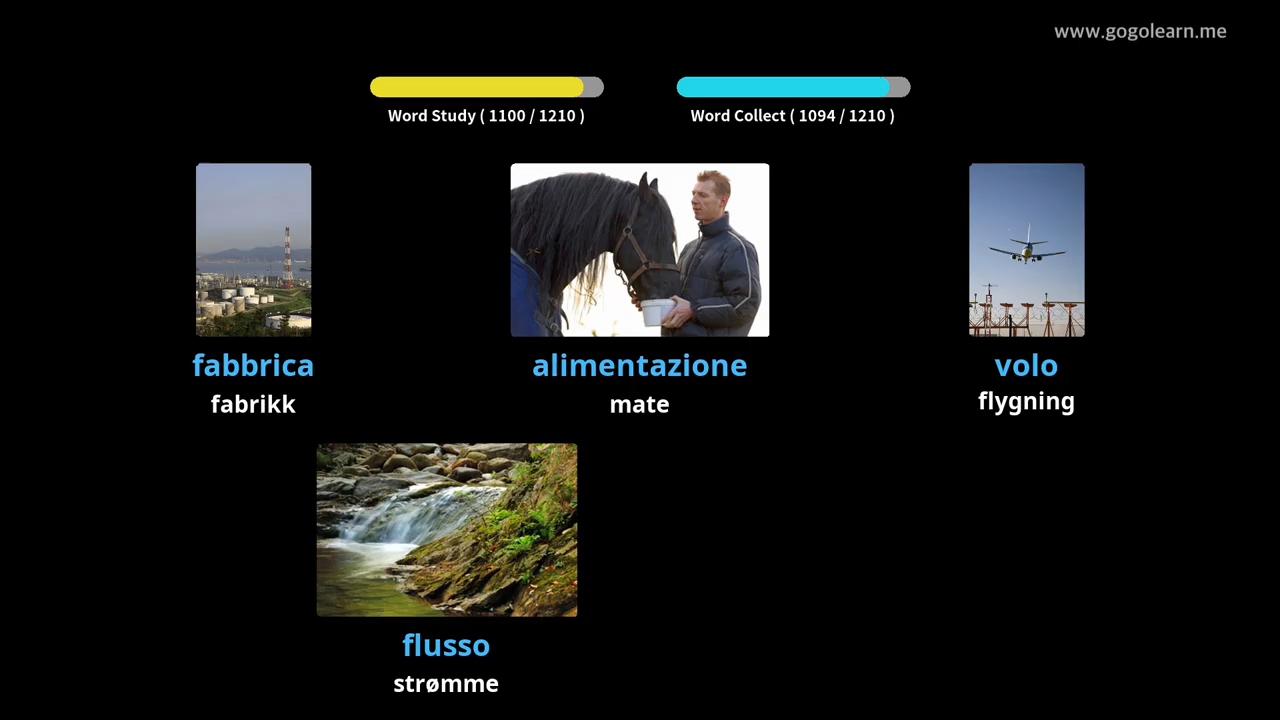 www.gogolearn.me
Word Study ( 1100 / 1210 )
Word Collect ( 1094 / 1210 )
fabbrica
fabrikk
alimentazione
mate
volo
flygning
flusso
strømme